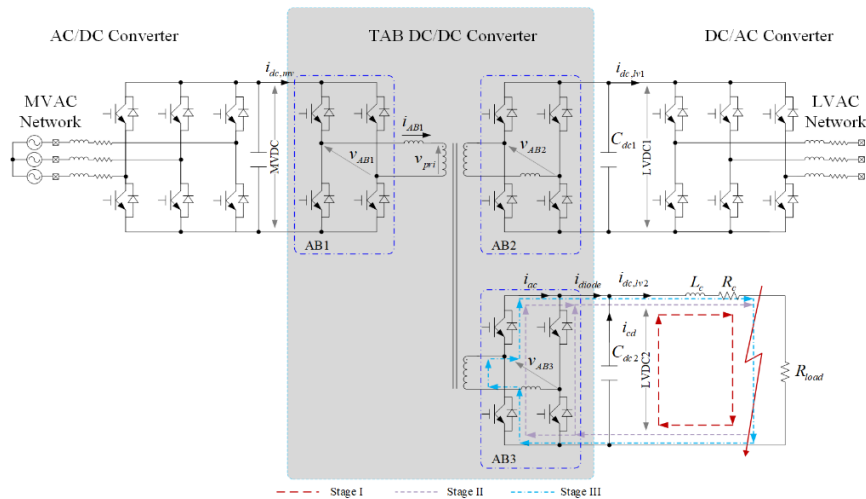 AC/DC Converter
TAB DC/DC Converter
DC/AC Converter
MVAC
Network
i_dc,mv
MVDC
v_AB1
i_AB1
v_pri
AB1
v_AB2
AB2
i_dc,lv1
C_dc1
LVDC1
LVAC
Network
i_ac
i_diode
i_dc,lv2
L_c
R_c
i_cd
C_dc2
LVDC2
v_AB3
R_load
AB3
Stage I
Stage II
Stage III